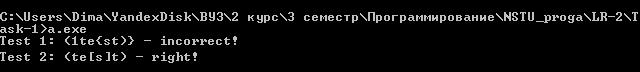 C:\Users\Dima\YandexDisk\ВУЗ\2 курс\3 семестр\Программирование\NSTU_proga\LR-2\T
ask-1>a.exe
Test 1: (1te{st)} - incorrect!
Test 2: (te[s]t) - right!